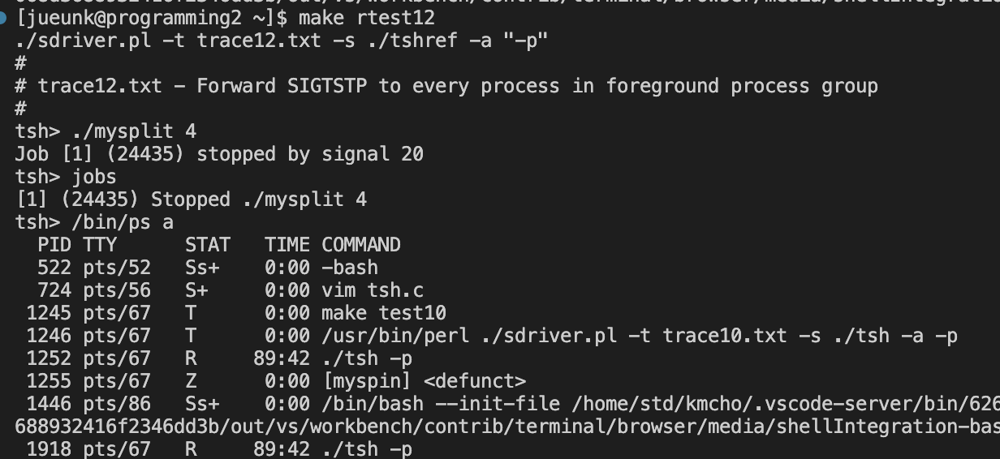 [jueunk@programming2 ~]$ make rtest12
./sdriver.pl -t trace12.txt -s ./tshref -a "-p"
#
# trace12.txt - Forward SIGTSTP to every process in foreground process group
#
tsh> ./mysplit 4
Job [1] (24435) stopped by signal 20
tsh> jobs
[1] (24435) Stopped ./mysplit 4
tsh> /bin/ps a
  PID TTY      STAT   TIME COMMAND
  522 pts/52   Ss+    0:00 -bash
  724 pts/56   S+     0:00 vim tsh.c
 1245 pts/67   T      0:00 make test10
 1246 pts/67   T      0:00 /usr/bin/perl ./sdriver.pl -t trace10.txt -s ./tsh -a -p
 1252 pts/67   R     89:42 ./tsh -p
 1255 pts/67   Z      0:00 [myspin] <defunct>
 1446 pts/86   Ss+    0:00 /bin/bash --init-file /home/std/kmcho/.vscode-server/bin/626
688932416f2346dd3b/out/vs/workbench/contrib/terminal/browser/media/shellIntegration-bas
 1918 pts/67   R     89:42 ./tsh -p